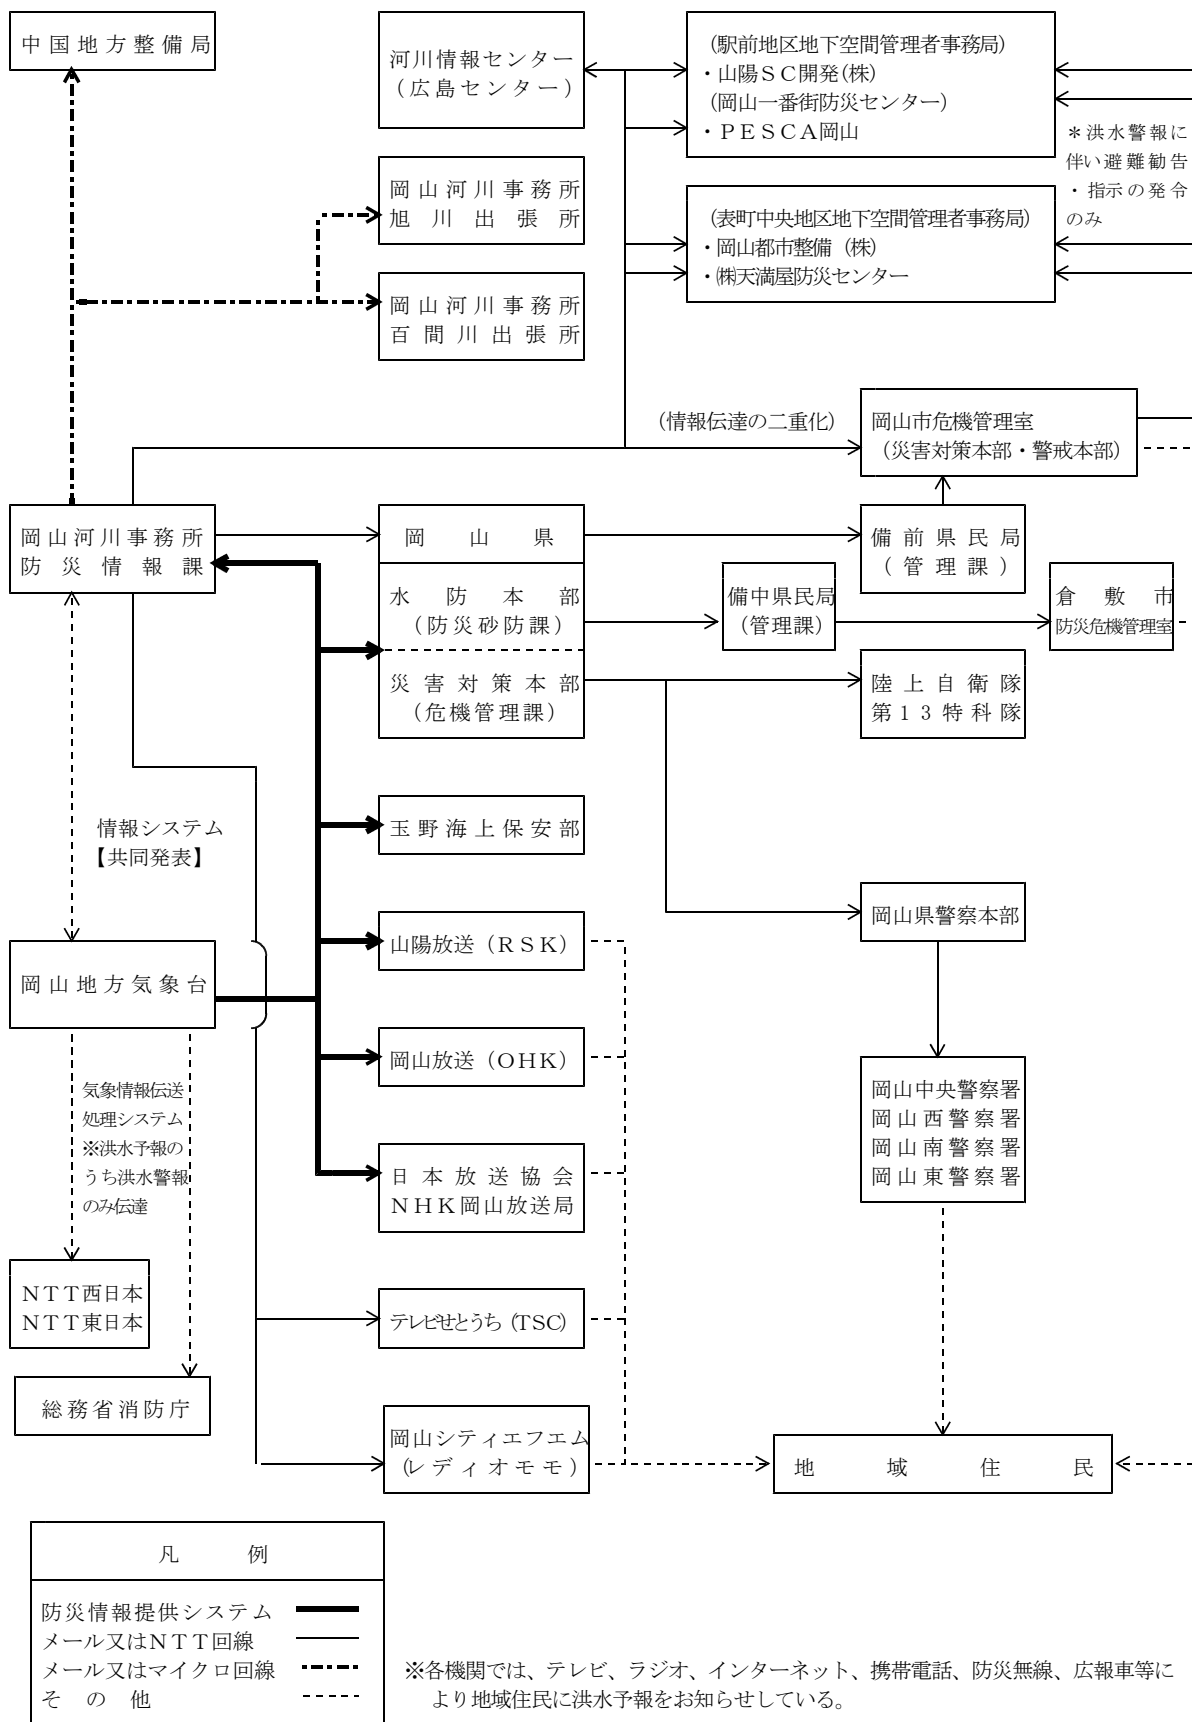 中国地方整備局
河川情報センター
（広島センター）
(駅前地区地下空間管理者事務局)
・山陽ＳＣ開発(株)
(岡山一番街防災センター)
・ＰＥＳＣＡ岡山
＊洪水警報に
伴い避難勧告
・指示の発令
のみ
岡山河川事務所
旭川出張所
(表町中央地区地下空間管理者事務局)
・岡山都市整備（株）
・㈱天満屋防災センター
岡山河川事務所
百間川出張所
(情報伝達の二重化)
岡山市危機管理室
（災害対策本部・警戒本部）
岡山河川事務所
防災情報課
岡山県
備前県民局
（管理課）
水防本部
（防災砂防課）
備中県民局
（管理課）
倉敷市
防災危機管理室
災害対策本部
（危機管理課）
陸上自衛隊
第１３特科隊
情報システム
【共同発表】
玉野海上保安部
山陽放送（ＲＳＫ）
岡山県警察本部
岡山地方気象台
岡山放送（OHK）
気象情報伝送
処理システム
※洪水予報の
うち洪水警報
のみ伝達
岡山中央警察署
岡山西警察署
岡山南警察署
岡山東警察署
日本放送協会
ＮＨＫ岡山放送局
ＮＴＴ西日本
ＮＴＴ東日本
テレビせとうち (TSC)
総務省消防庁
岡山シティエフエム
（レディオモモ）
地域住民
凡例
防災情報提供システム
メール又はＮＴＴ回線
メール又はマイクロ回線
その他
※各機関では、テレビ、ラジオ、インターネット、携帯電話、防災無線、広報車等に
より地域住民に洪水予報をお知らせしている。